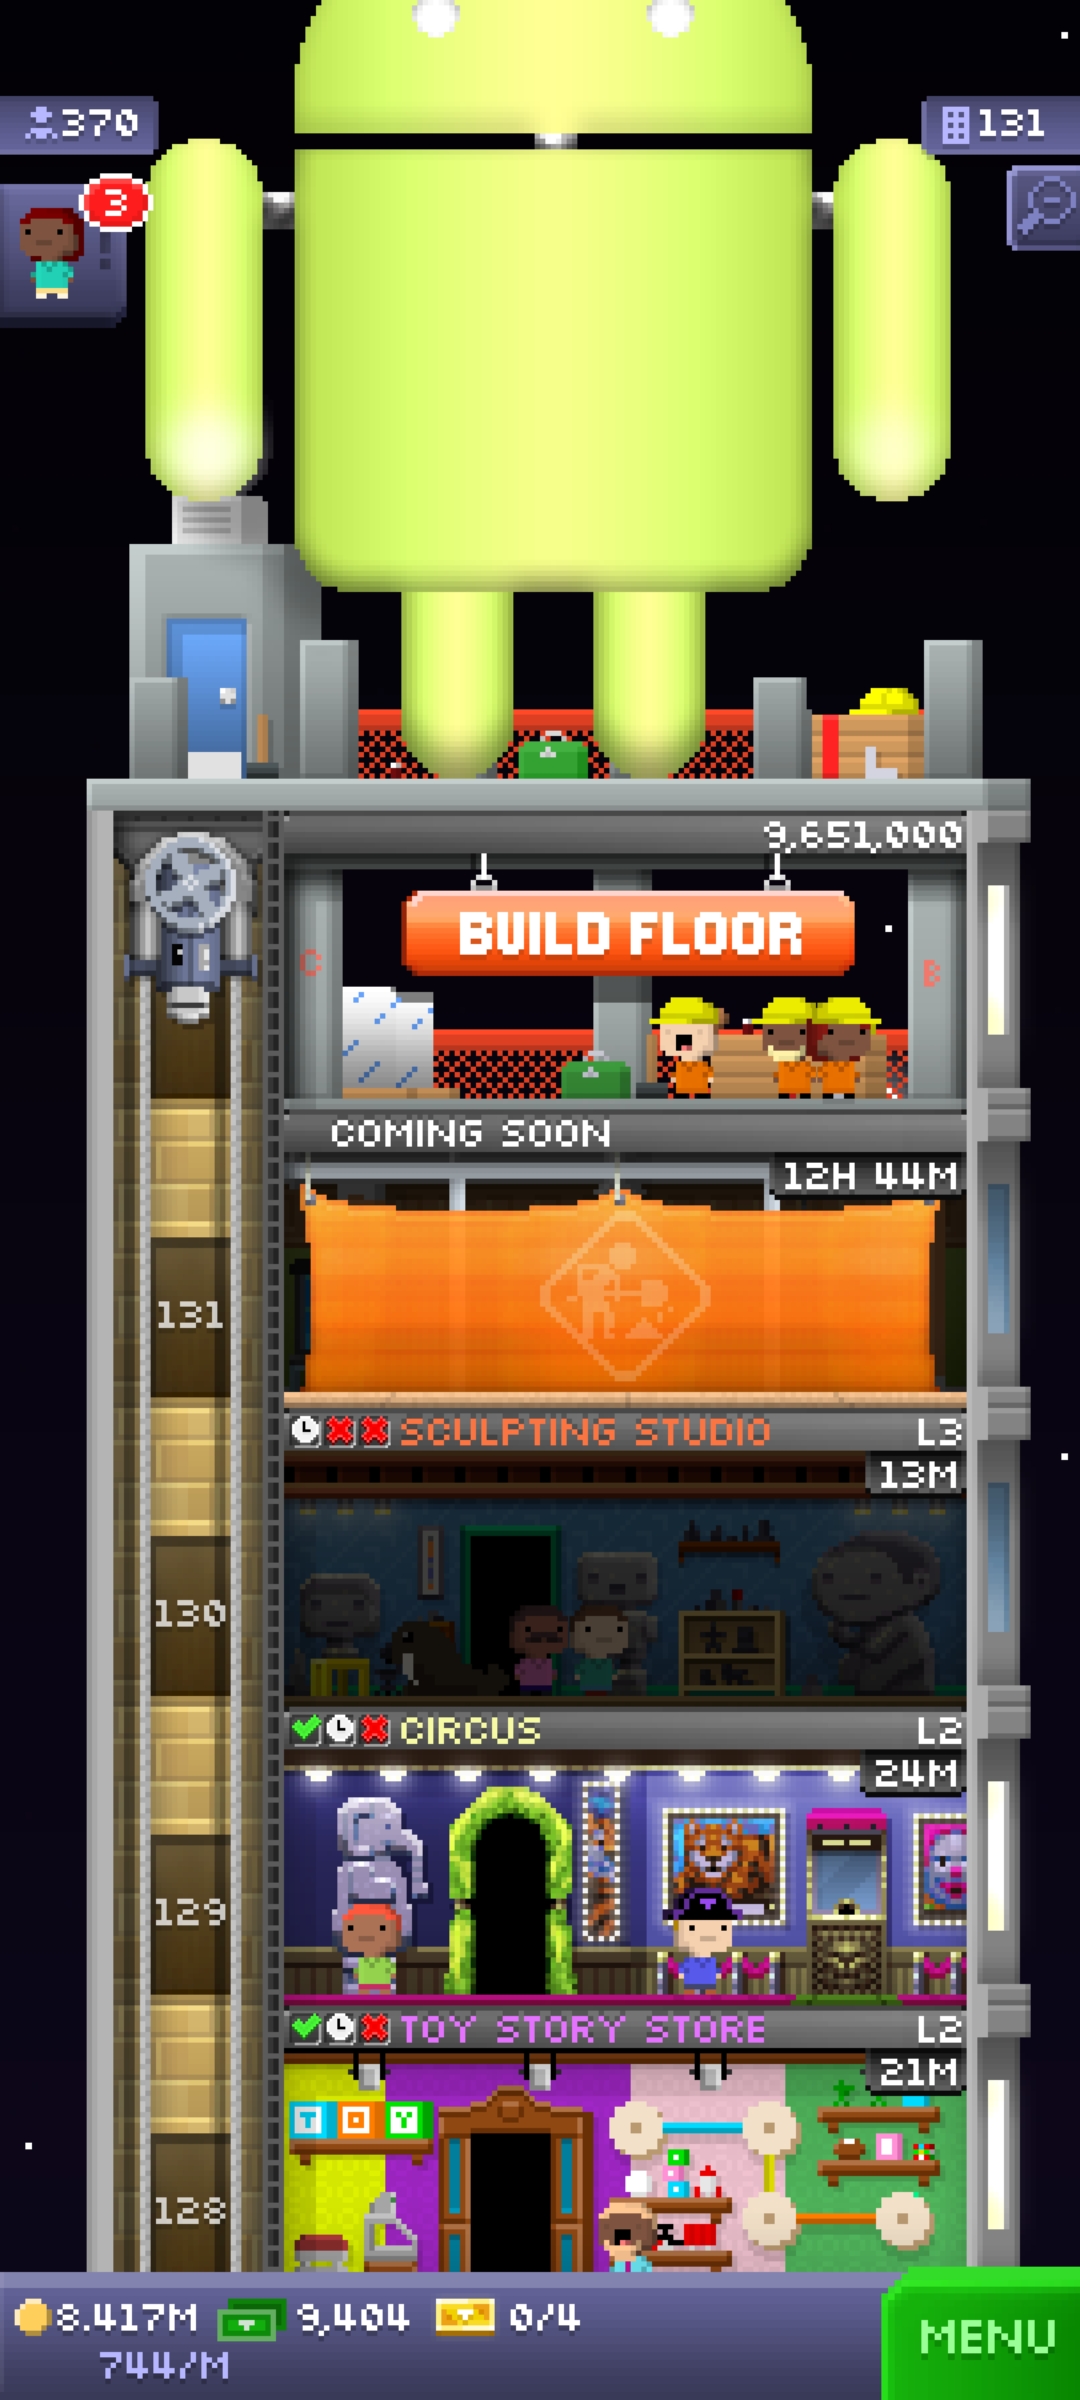 370
131
3
9,651,000
BUILD FLOOR
C
B
COMING SOON
12H 44M
131
SCULPTING STUDIO L3
13M
130
CIRCUS L2
24M
129
TOY STORY STORE L2
21M
TOY
128
8.417M 9,404 0/4
744/M
MENU